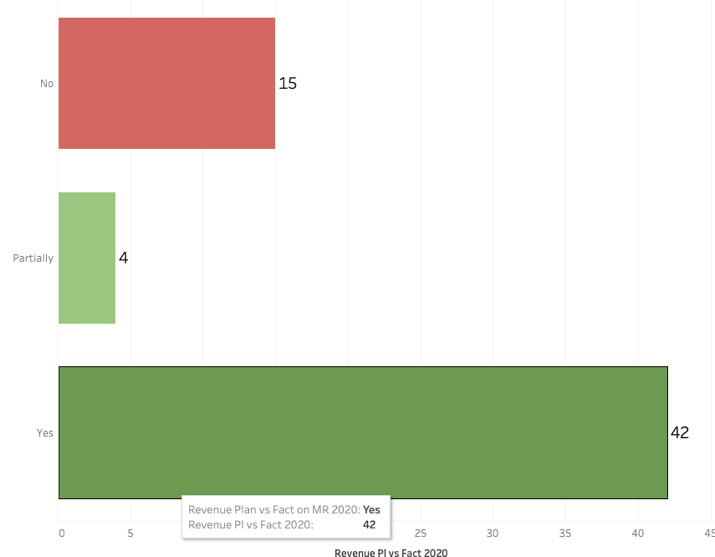 No
15
Partially
4
Yes
42
Revenue Plan vs Fact on MR 2020: Yes
Revenue Pl vs Fact 2020: 42
0 5 25 30 35 40 45
Revenue Pl vs Fact 2020